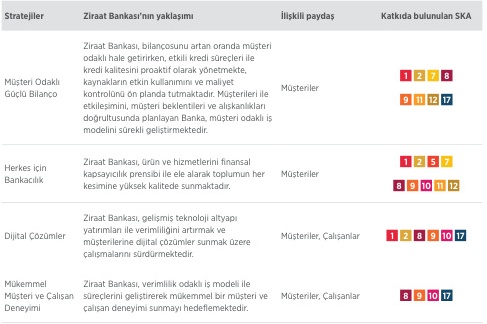 Stratejiler
Ziraat Bankası'nın yaklaşımı
İlişkili paydaş
Katkıda bulunulan SKA
Müşteri Odaklı
Güçlü Bilanço
Ziraat Bankası, bilançosunu artan oranda müşteri
odaklı hale getirirken, etkili kredi süreçleri ile
kredi kalitesini proaktif olarak yönetmekte,
kaynakların etkin kullanımını ve maliyet
kontrolünü ön planda tutmaktadır. Müşterileri ile
etkileşimini, müşteri beklentileri ve alışkanlıkları
doğrultusunda planlayan Banka, müşteri odaklı iş
modelini sürekli geliştirmektedir.
Müşteriler
1 2 7 8
9 11 12 17
Herkes için
Bankacılık
Ziraat Bankası, ürün ve hizmetlerini finansal
kapsayıcılık prensibi ile ele alarak toplumun her
kesimine yüksek kalitede sunmaktadır.
Müşteriler
1 2 5 7
8 9 10 11 12
Dijital Çözümler
Ziraat Bankası, gelişmiş teknoloji altyapı
yatırımları ile verimliliğini artırmak ve
müşterilerine dijital çözümler sunmak üzere
çalışmalarını sürdürmektedir.
Müşteriler, Çalışanlar
1 2 8 9 10 17
Mükemmel
Müşteri ve Çalışan
Deneyimi
Ziraat Bankası, verimlilik odaklı iş modeli ile
süreçlerini geliştirerek mükemmel bir müşteri ve
çalışan deneyimi sunmayı hedeflemektedir.
Müşteriler, Çalışanlar
8 9 10 17